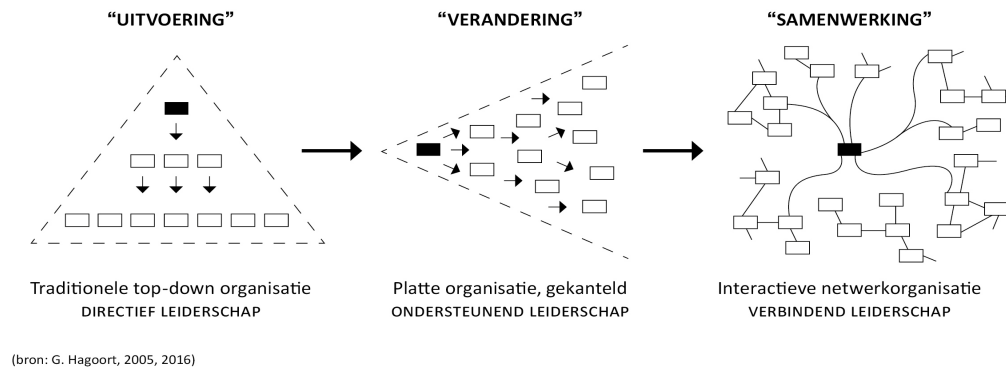 “UITVOERING”
“VERANDERING”
“SAMENWERKING”
Traditionele top-down organisatie
DIRECTIEF LEIDERSCHAP
Platte organisatie, gekanteld
ONDERSTEUNEND LEIDERSCHAP
Interactieve netwerkorganisatie
VERBINDEND LEIDERSCHAP
(bron: G. Hagoort, 2005, 2016)